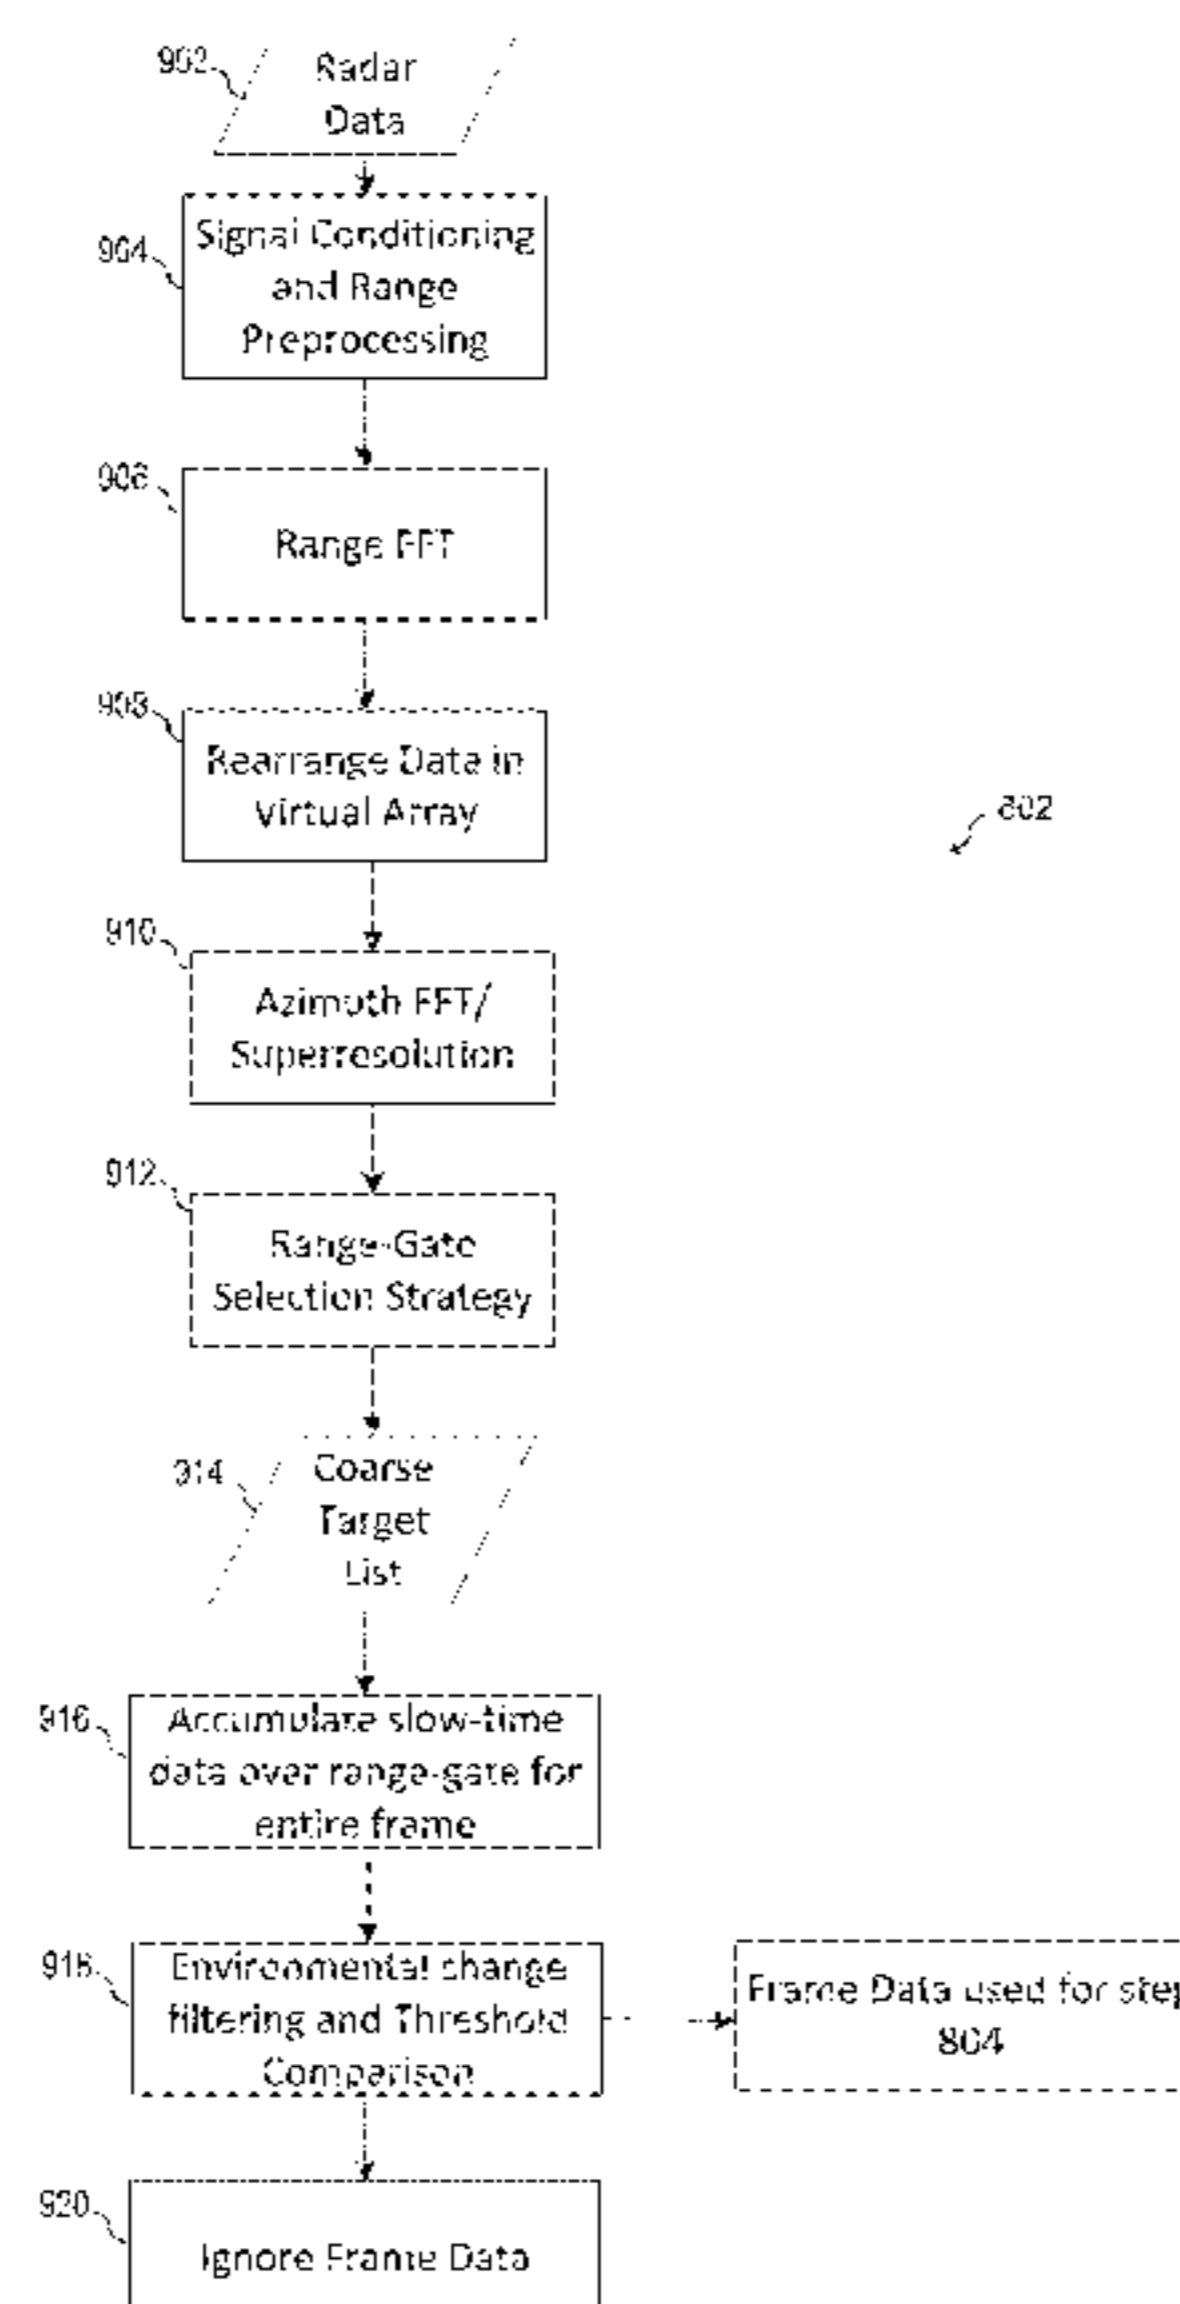 902
Radar
Data
904
Signal Conditioning
and Range
Preprocessing
906
Range FFT
908
Rearrange Data in
Virtual Array
802
910
Azimuth FFT/
Superresolution
912
Range-Gate
Selection Strategy
914
Coarse
Target
List
916
Accumulate slow-time
data over range-gate for
entire frame
918
Environmental change
filtering and Threshold
Comparison
Frame Data used for step
804
920
Ignore Frame Data